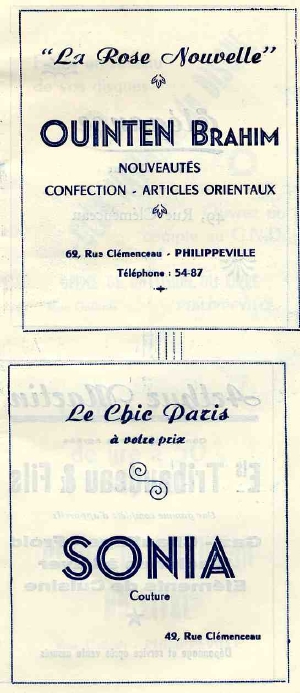 "La Rose Nouvelle"
OUINTEN BRAHIM
NOUVEAUTÉS
CONFECTION - ARTICLES ORIENTAUX
62, Rue Clémenceau - PHILIPPEVILLE
Téléphone : 54-87
Le Chic Paris
à votre prix
SONIA
Couture
42, Rue Clémenceau